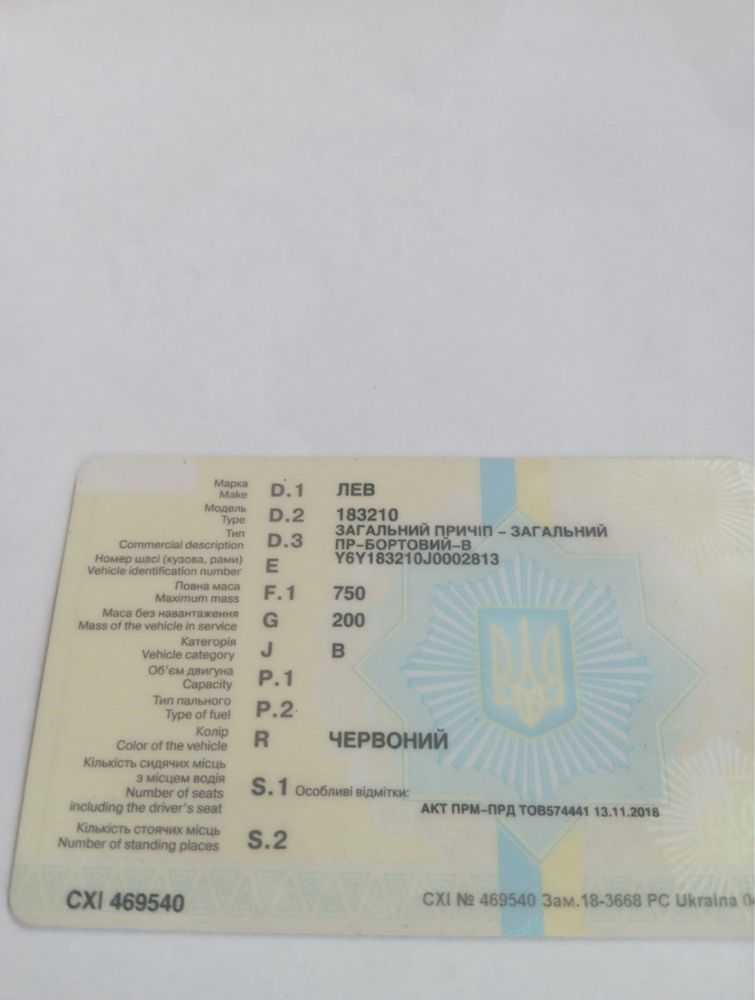 Марка
Make D.1 ЛЕВ
Модель
Type D.2 183210
Тип
Commercial description D.3 ЗАГАЛЬНИЙ ПРИЧІП – ЗАГАЛЬНИЙ
ПР–БОРТОВИЙ–В
Номер шасі (кузова, рами)
Vehicle identification number E Y6Y183210J0002813
Повна маса
Maximum mass F.1 750
Маса без навантаження
Mass of the vehicle in service G 200
Категорія
Vehicle category J B
Об'єм двигуна
Capacity P.1
Тип пального
Type of fuel P.2
Колір
Color of the vehicle R ЧЕРВОНИЙ
Кількість сидячих місць
з місцем водія
Number of seats
including the driver's seat S.1 Особливі відмітки:
АКТ ПРМ–ПРД ТОВ574441 13.11.2018
Кількість стоячих місць
Number of standing places S.2
СХІ 469540
СХІ № 469540 Зам.18-3668 РС Ukraina